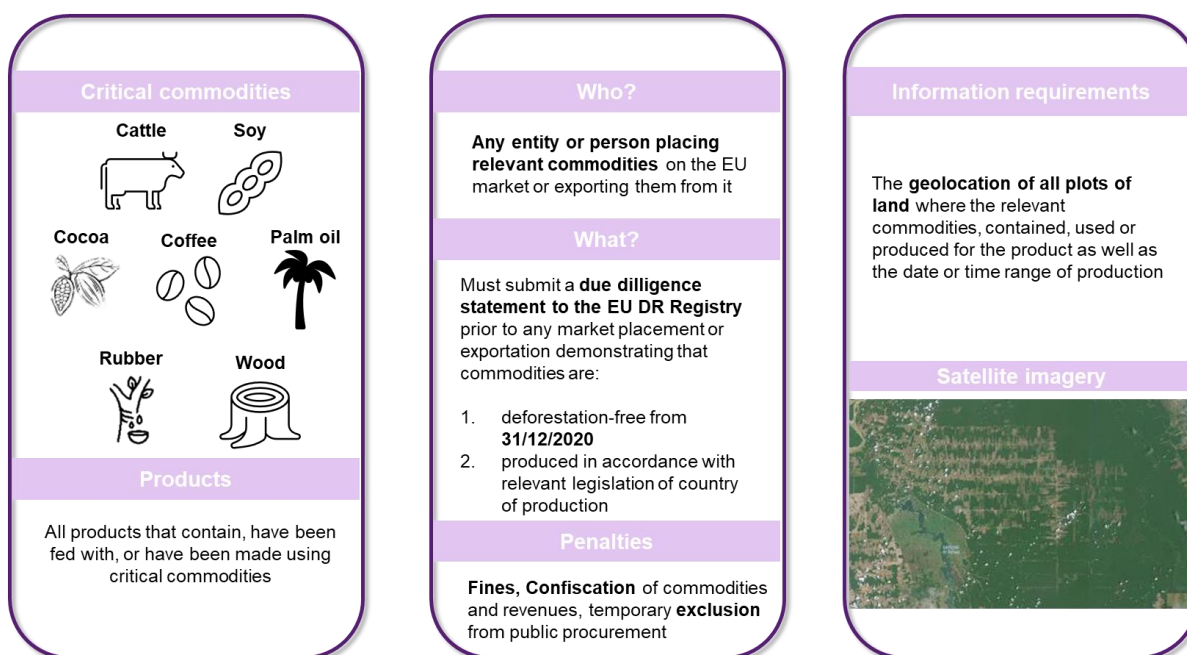 Critical commodities
Cattle
Soy
Cocoa
Coffee
Palm oil
Rubber
Wood
Products
All products that contain, have been
fed with, or have been made using
critical commodities
Who?
Any entity or person placing
relevant commodities on the EU
market or exporting them from it
What?
Must submit a due dilligence
statement to the EU DR Registry
prior to any market placement or
exportation demonstrating that
commodities are:
1. deforestation-free from
31/12/2020
2. produced in accordance with
relevant legislation of country
of production
Penalties
Fines, Confiscation of commodities
and revenues, temporary exclusion
from public procurement
Information requirements
The geolocation of all plots of
land where the relevant
commodities, contained, used or
produced for the product as well as
the date or time range of production
Satellite imagery